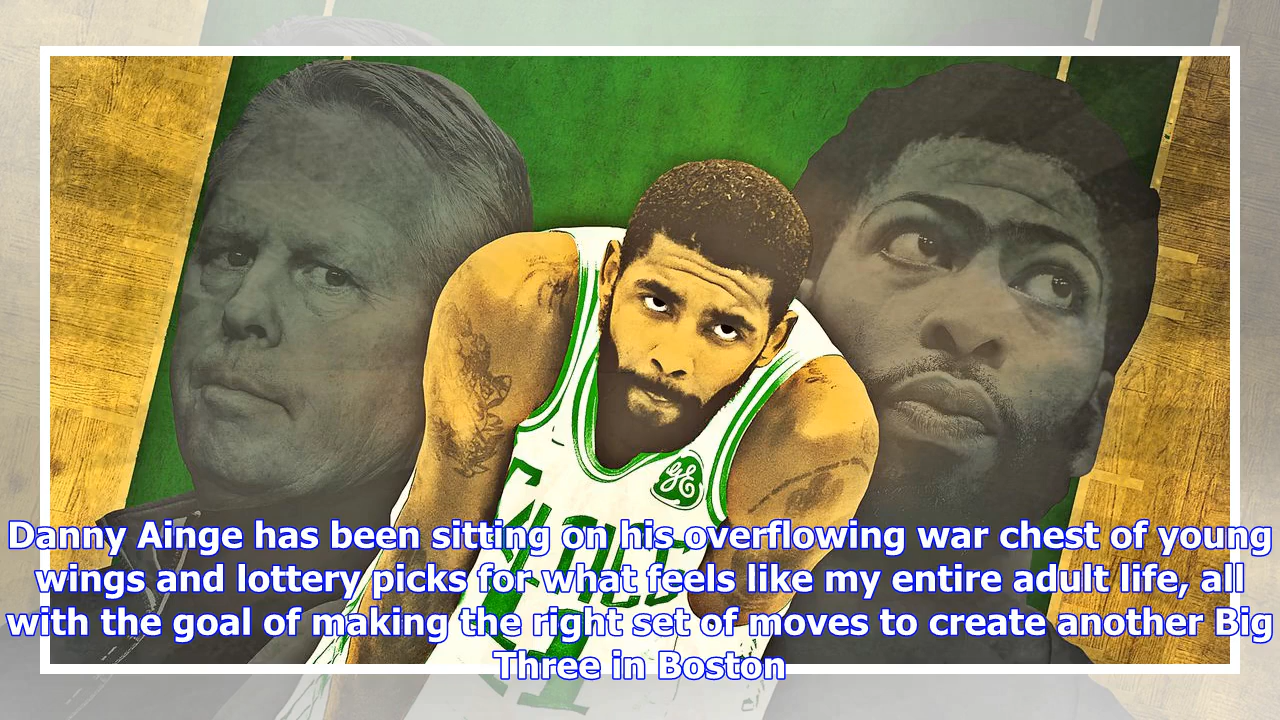 GE
Danny Ainge has been sitting on his overflowing war chest of young
wings and lottery picks for what feels like my entire adult life, all
with the goal of making the right set of moves to create another Big
Three in Boston